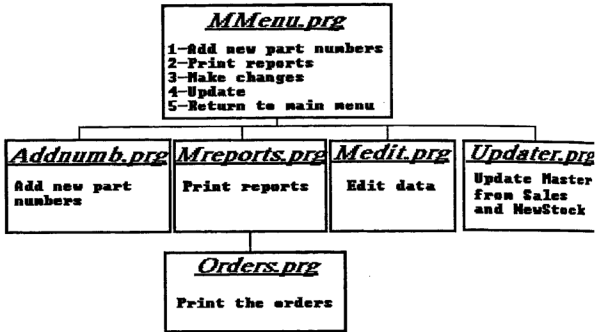 MMenu.prg
1-Add new part numbers
2-Print reports
3-Make changes
4-Update
5-Return to main menu
Addnumb.prg
Add new part
numbers
Mreports.prg
Print reports
Medit.prg
Edit data
Updater.prg
Update Master
from Sales
and NewStock
Orders.prg
Print the orders